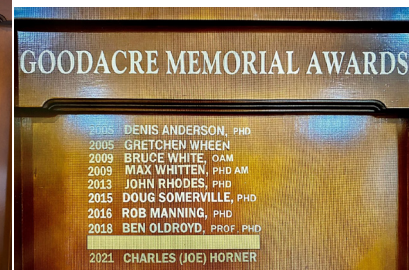 GOODACRE MEMORIAL AWARDS
2005 DENIS ANDERSON, PHD
2005 GRETCHEN WHEEN
2009 BRUCE WHITE, OAM
2009 MAX WHITTEN, PHD AM
2013 JOHN RHODES, PHD
2015 DOUG SOMERVILLE, PHD
2016 ROB MANNING, PHD
2018 BEN OLDROYD, PROF. PHD
2021 CHARLES (JOE) HORNER